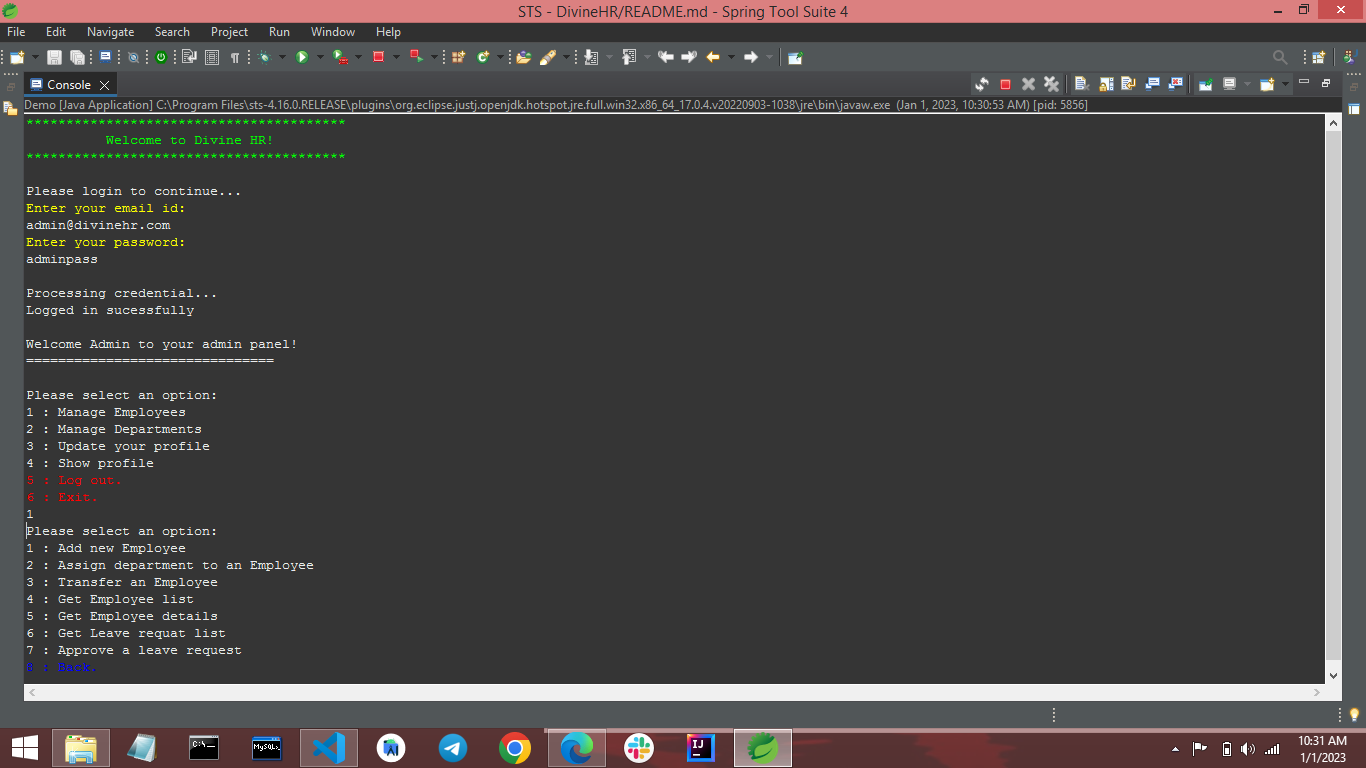 STS - DivineHR/README.md - Spring Tool Suite 4
File Edit Navigate Search Project Run Window Help
Console
Demo [Java Application] C:\Program Files\sts-4.16.0.RELEASE\plugins\org.eclipse.justj.openjdk.hotspot.jre.full.win32.x86_64_17.0.4.v20220903-1038\jre\bin\javaw.exe (Jan 1, 2023, 10:30:53 AM) [pid: 5856]
****************************************
Welcome to Divine HR!
****************************************
Please login to continue...
Enter your email id:
admin@divinehr.com
Enter your password:
adminpass
Processing credential...
Logged in sucessfully
Welcome Admin to your admin panel!
===============================
Please select an option:
1 : Manage Employees
2 : Manage Departments
3 : Update your profile
4 : Show profile
5 : Log out.
6 : Exit.
1
Please select an option:
1 : Add new Employee
2 : Assign department to an Employee
3 : Transfer an Employee
4 : Get Employee list
5 : Get Employee details
6 : Get Leave requat list
7 : Approve a leave request
8 : Back.
10:31 AM
1/1/2023